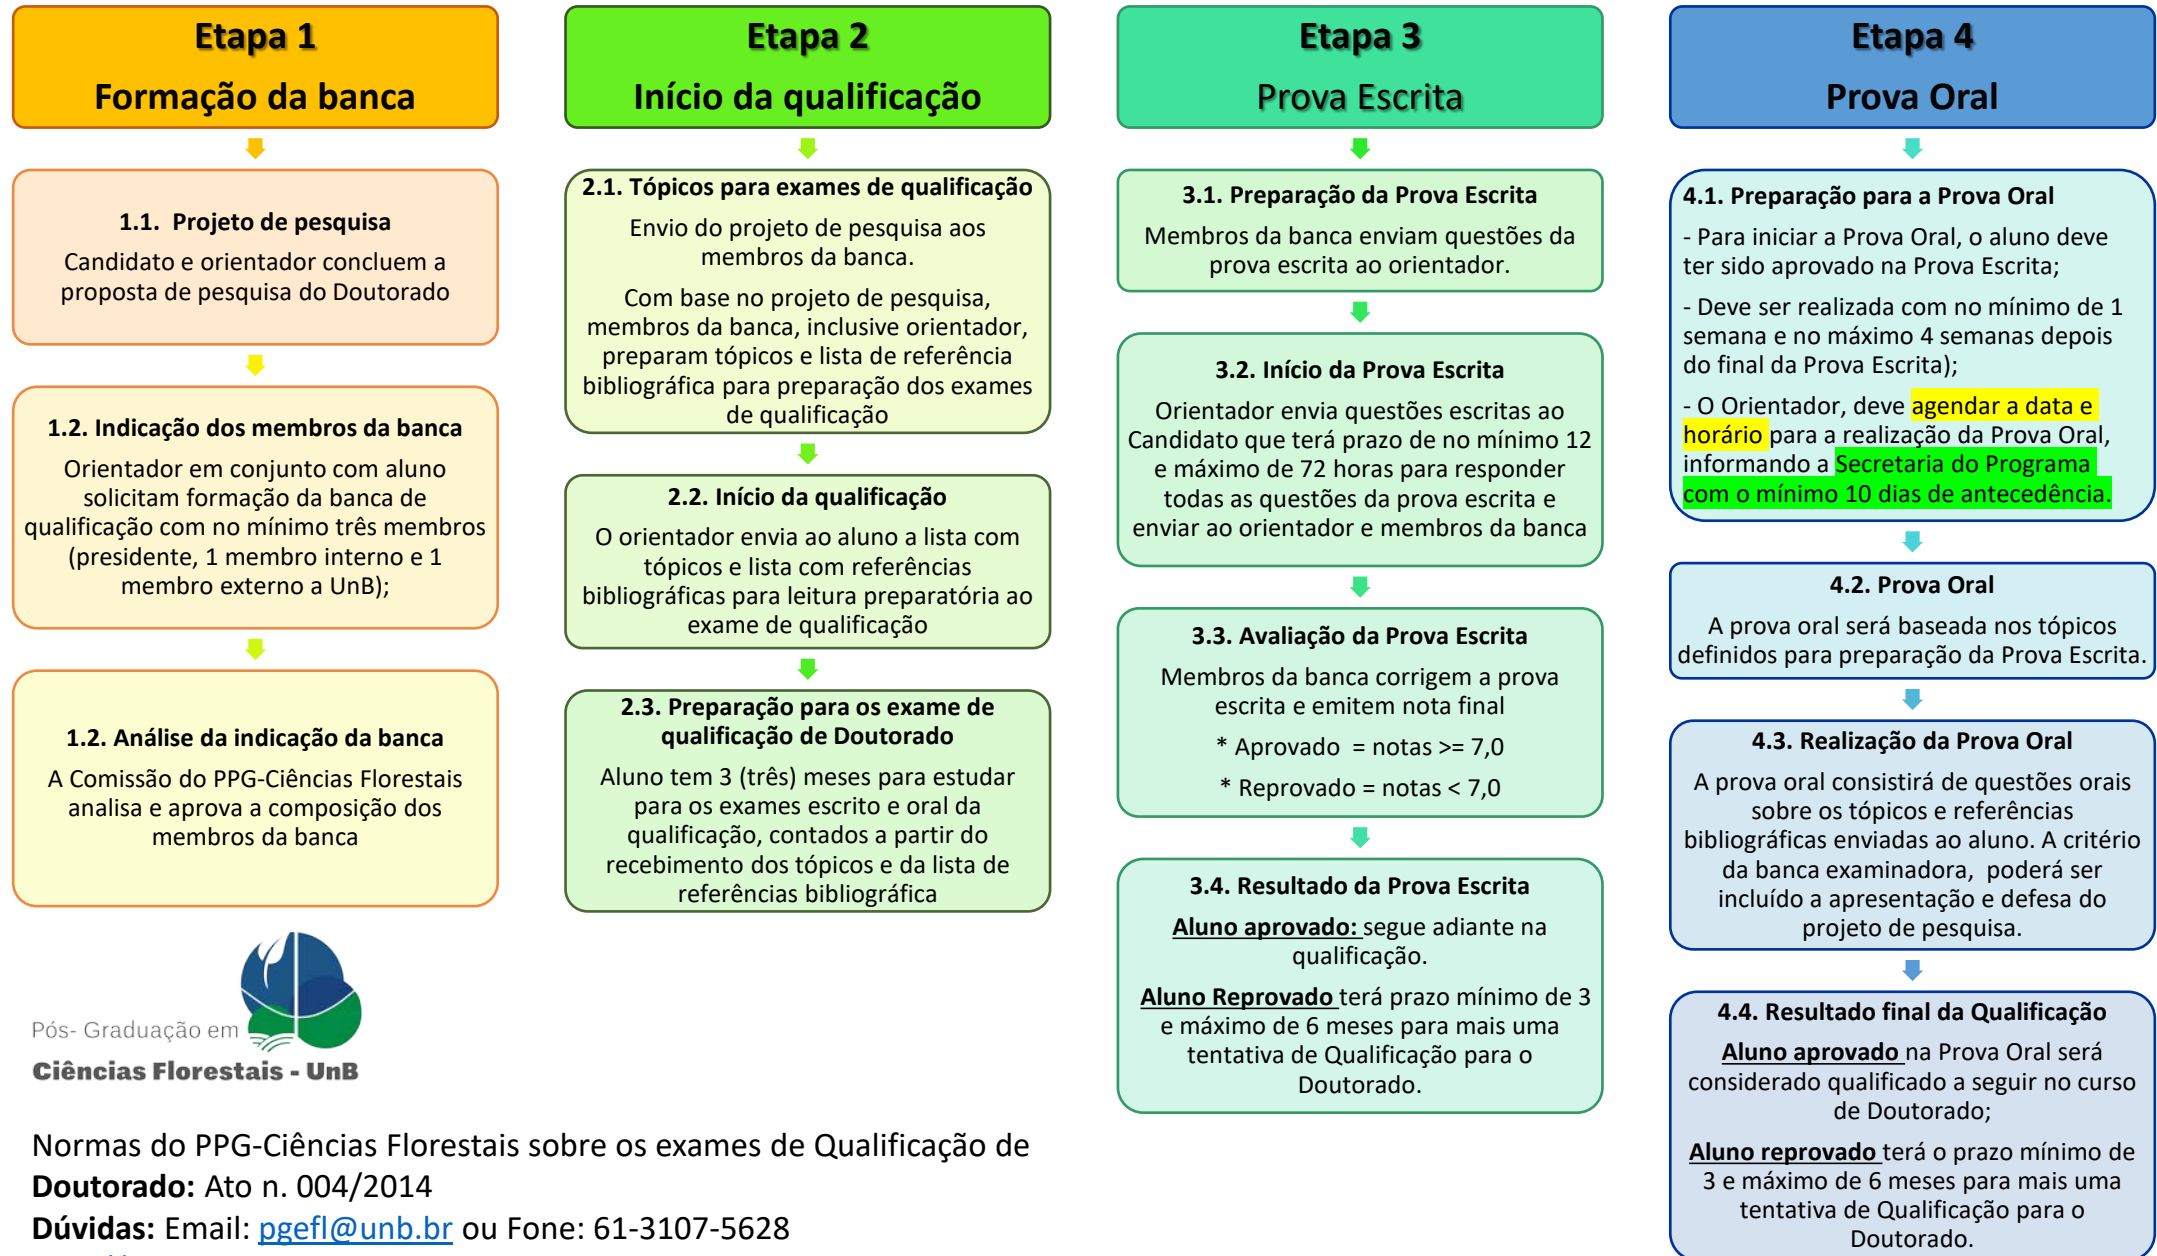 Etapa 1
Formação da banca
1.1.  Projeto de pesquisa
Candidato e orientador concluem a
proposta de pesquisa do Doutorado
1.2. Indicação dos membros da banca
Orientador em conjunto com aluno
solicitam formação da banca de
qualificação com no mínimo três membros
(presidente, 1 membro interno e 1
membro externo a UnB);
1.2. Análise da indicação da banca
A Comissão do PPG-Ciências Florestais
analisa e aprova a composição dos
membros da banca
Etapa 2
Início da qualificação
2.1. Tópicos para exames de qualificação
Envio do projeto de pesquisa aos
membros da banca.
Com base no projeto de pesquisa,
membros da banca, inclusive orientador,
preparam tópicos e lista de referência
bibliográfica para preparação dos exames
de qualificação
2.2. Início da qualificação
O orientador envia ao aluno a lista com
tópicos e lista com referências
bibliográficas para leitura preparatória ao
exame de qualificação
2.3. Preparação para os exame de
qualificação de Doutorado
Aluno tem 3 (três) meses para estudar
para os exames escrito e oral da
qualificação, contados a partir do
recebimento dos tópicos e da lista de
referências bibliográfica
Etapa 3
Prova Escrita
3.1. Preparação da Prova Escrita
Membros da banca enviam questões da
prova escrita ao orientador.
3.2. Início da Prova Escrita
Orientador envia questões escritas ao
Candidato que terá prazo de no mínimo 12
e máximo de 72 horas para responder
todas as questões da prova escrita e
enviar ao orientador e membros da banca
3.3. Avaliação da Prova Escrita
Membros da banca corrigem a prova
escrita e emitem nota final
* Aprovado  = notas >= 7,0
* Reprovado = notas < 7,0
3.4. Resultado da Prova Escrita
Aluno aprovado: segue adiante na
qualificação.
Aluno Reprovado terá prazo mínimo de 3
e máximo de 6 meses para mais uma
tentativa de Qualificação para o
Doutorado.
Etapa 4
Prova Oral
4.1. Preparação para a Prova Oral
- Para iniciar a Prova Oral, o aluno deve
ter sido aprovado na Prova Escrita;
- Deve ser realizada com no mínimo de 1
semana e no máximo 4 semanas depois
do final da Prova Escrita);
- O Orientador, deve agendar a data e
horário para a realização da Prova Oral,
informando a Secretaria do Programa
com o mínimo 10 dias de antecedência.
4.2. Prova Oral
A prova oral será baseada nos tópicos
definidos para preparação da Prova Escrita.
4.3. Realização da Prova Oral
A prova oral consistirá de questões orais
sobre os tópicos e referências
bibliográficas enviadas ao aluno. A critério
da banca examinadora,  poderá ser
incluído a apresentação e defesa do
projeto de pesquisa.
4.4. Resultado final da Qualificação
Aluno aprovado na Prova Oral será
considerado qualificado a seguir no curso
de Doutorado;
Aluno reprovado terá o prazo mínimo de
3 e máximo de 6 meses para mais uma
tentativa de Qualificação para o
Doutorado.
Pós- Graduação em
Ciências Florestais - UnB
Normas do PPG-Ciências Florestais sobre os exames de Qualificação de
Doutorado: Ato n. 004/2014
Dúvidas: Email: pgefl@unb.br ou Fone: 61-3107-5628